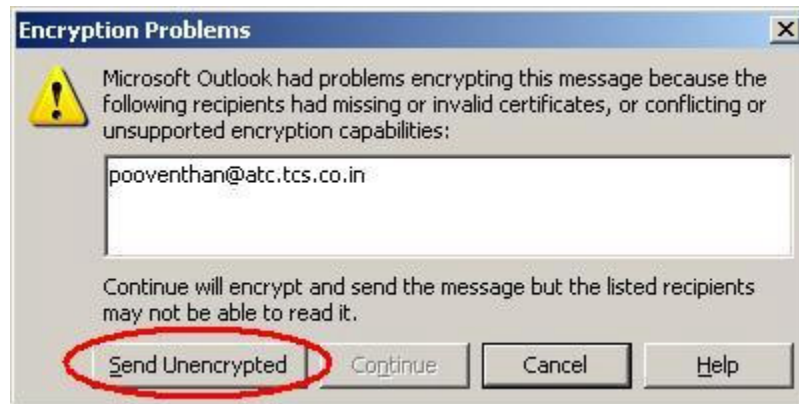 Encryption Problems
Microsoft Outlook had problems encrypting this message because the
following recipients had missing or invalid certificates, or conflicting or
unsupported encryption capabilities:
pooventhan@atc.tcs.co.in
Continue will encrypt and send the message but the listed recipients
may not be able to read it.
Send Unencrypted Continue Cancel Help